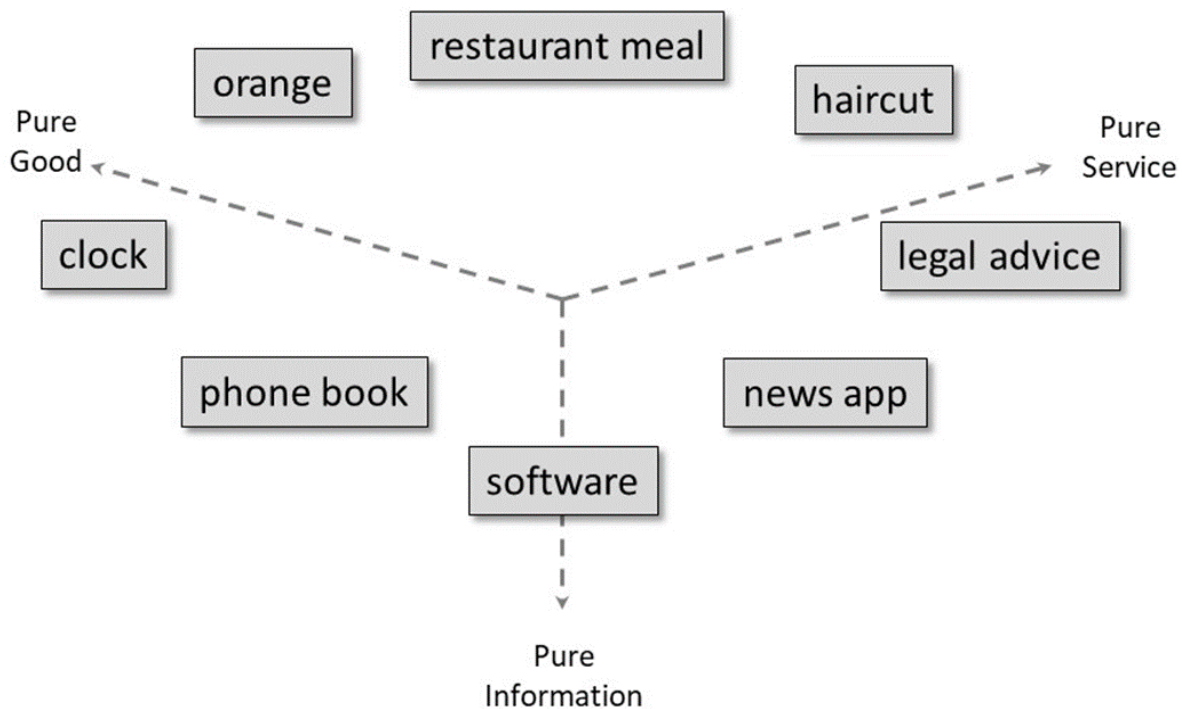 restaurant meal
orange
haircut
Pure
Good
Pure
Service
clock
legal advice
phone book
news app
software
Pure
Information